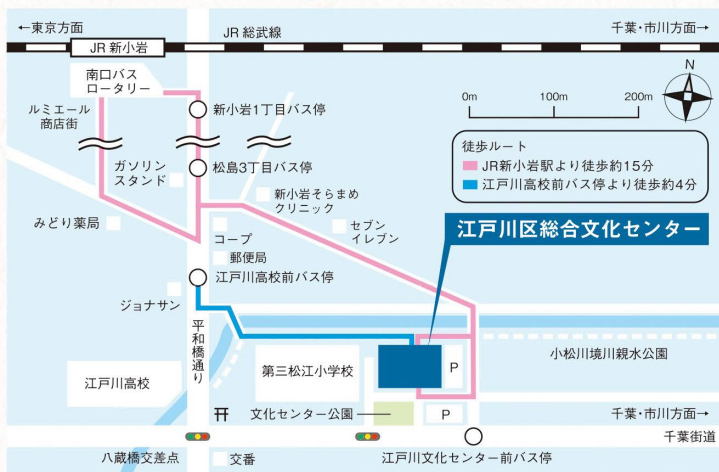 ←東京方面
JR 総武線
千葉・市川方面→
JR 新小岩
南口バス
ロータリー
N
0m
100m
200m
新小岩1丁目バス停
ルミエール
商店街
徒歩ルート
JR新小岩駅より徒歩約15分
江戸川高校前バス停より徒歩約4分
ガソリン
スタンド
松島3丁目バス停
新小岩そらまめ
クリニック
セブン
イレブン
みどり薬局
コープ
江戸川区総合文化センター
郵便局
江戸川高校前バス停
ジョナサン
平和橋通り
小松川境川親水公園
第三松江小学校
P
江戸川高校
文化センター公園
P
千葉・市川方面→
千葉街道
八蔵橋交差点
交番
江戸川文化センター前バス停